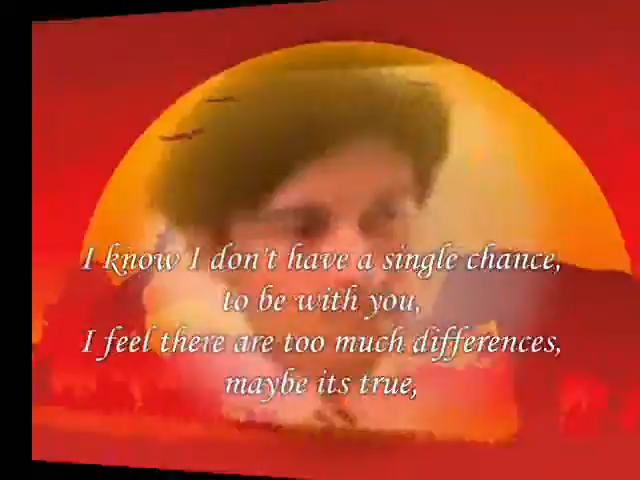 I know I don't have a single chance,
to be with you,
I feel there are too much differences,
maybe its true,